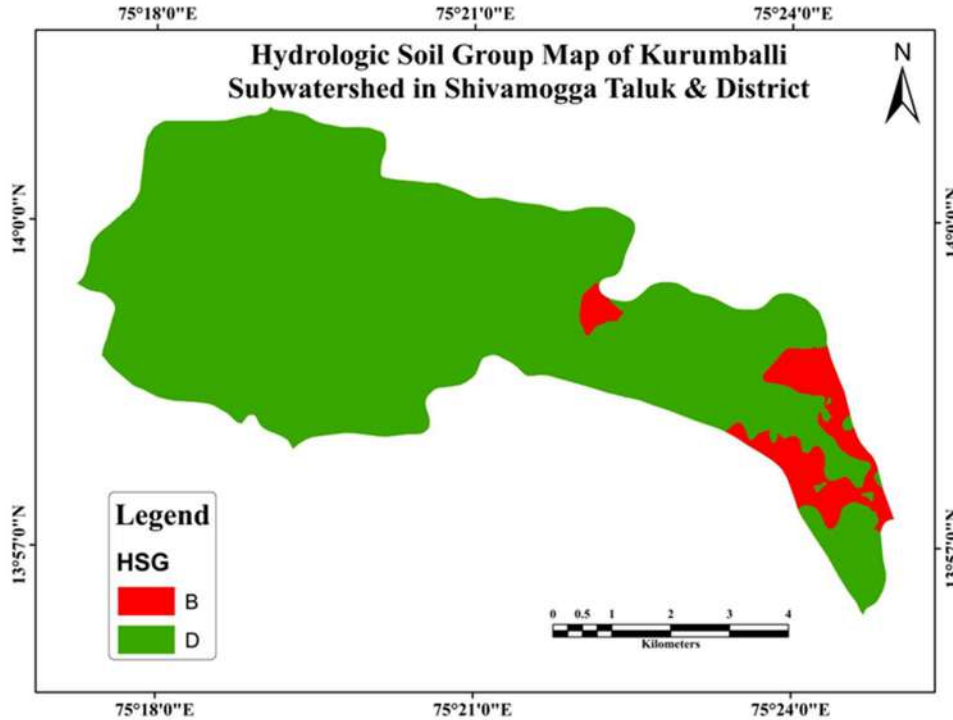 75°18'0"E 75°21'0"E 75°24'0"E
Hydrologic Soil Group Map of Kurumballi
Subwatershed in Shivamogga Taluk & District
N
14°0'0"N 14°0'0"N
Legend
HSG
B
D
13°57'0"N 13°57'0"N
0 0.5 1 2 3 4
Kilometers
75°18'0"E 75°21'0"E 75°24'0"E